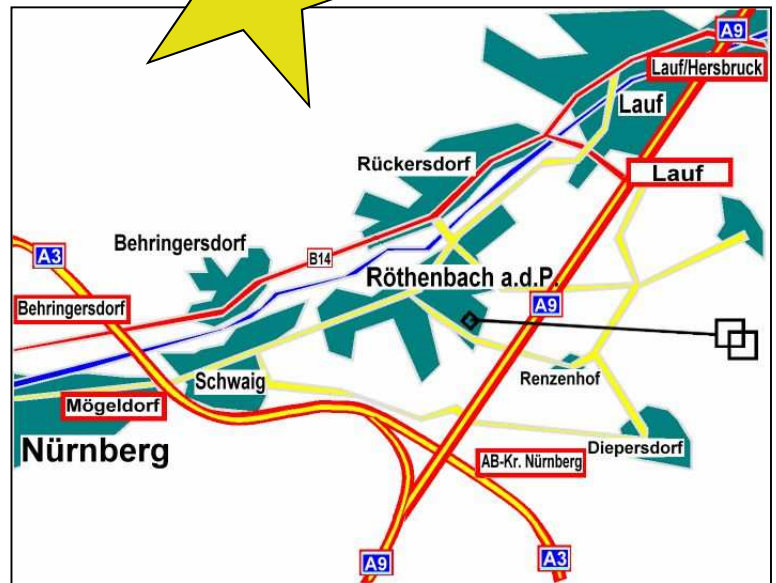 A9
Lauf/Hersbruck
Lauf
Rückersdorf
Lauf
Behringersdorf
A3
B14
Röthenbach a.d.P.
Behringersdorf
A9
Renzenhof
Schwaig
Mögeldorf
Nürnberg
Diepersdorf
AB-Kr. Nürnberg
A9
A3